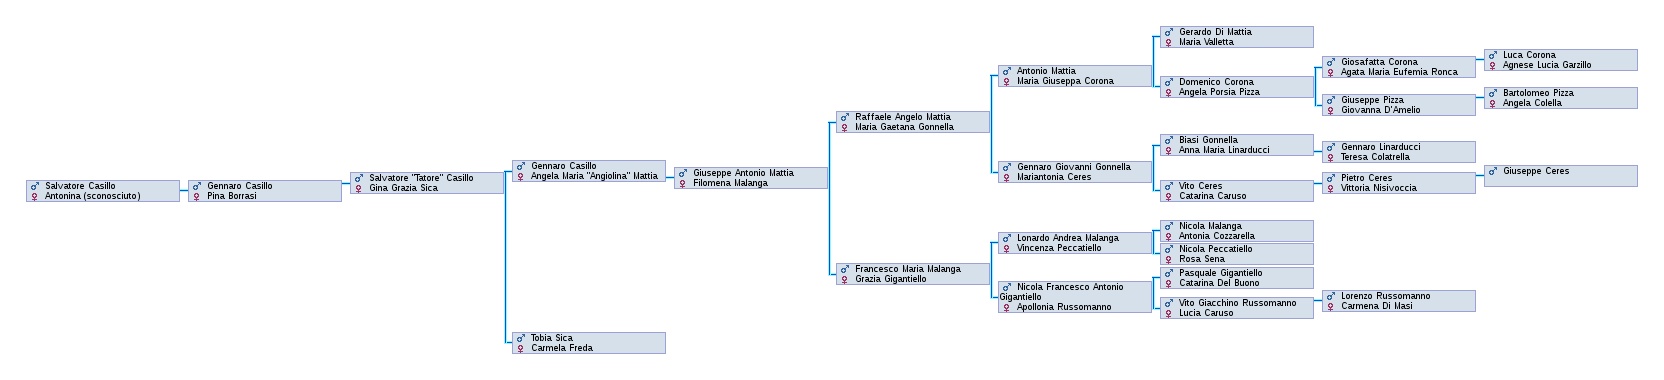 Salvatore Casillo
Antonina (sconosciuto)
Gennaro Casillo
Pina Borrasi
Salvatore "Tatore" Casillo
Gina Grazia Sica
Gennaro Casillo
Angela Maria "Angiolina" Mattia
Tobia Sica
Carmela Freda
Giuseppe Antonio Mattia
Filomena Malanga
Raffaele Angelo Mattia
Maria Gaetana Gonnella
Francesco Maria Malanga
Grazia Gigantiello
Antonio Mattia
Maria Giuseppa Corona
Gennaro Giovanni Gonnella
Mariantonia Ceres
Lonardo Andrea Malanga
Vincenza Peccatiello
Nicola Francesco Antonio
Gigantiello
Apollonia Russomanno
Gerardo Di Mattia
Maria Valletta
Domenico Corona
Angela Porsia Pizza
Biasi Gonnella
Anna Maria Linarducci
Vito Ceres
Catarina Caruso
Nicola Malanga
Antonia Cozzarella
Nicola Peccatiello
Rosa Sena
Pasquale Gigantiello
Catarina Del Buono
Vito Giacchino Russomanno
Lucia Caruso
Giosafatta Corona
Agata Maria Eufemia Ronca
Giuseppe Pizza
Giovanna D'Amelio
Gennaro Linarducci
Teresa Colatrella
Pietro Ceres
Vittoria Nisivoccia
Lorenzo Russomanno
Carmena Di Masi
Luca Corona
Agnese Lucia Garzillo
Bartolomeo Pizza
Angela Colella
Giuseppe Ceres